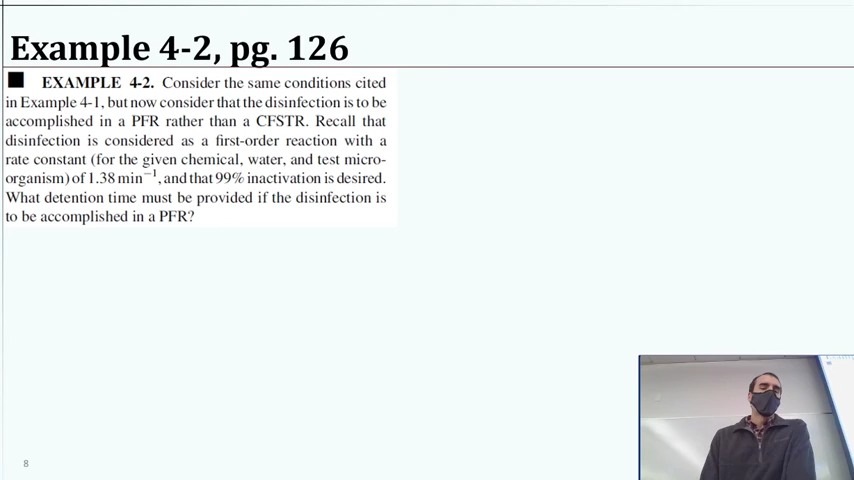 Example 4-2, pg. 126
EXAMPLE 4-2. Consider the same conditions cited
in Example 4-1, but now consider that the disinfection is to be
accomplished in a PFR rather than a CFSTR. Recall that
disinfection is considered as a first-order reaction with a
rate constant (for the given chemical, water, and test micro-
organism) of 1.38 min⁻¹, and that 99% inactivation is desired.
What detention time must be provided if the disinfection is
to be accomplished in a PFR?
8